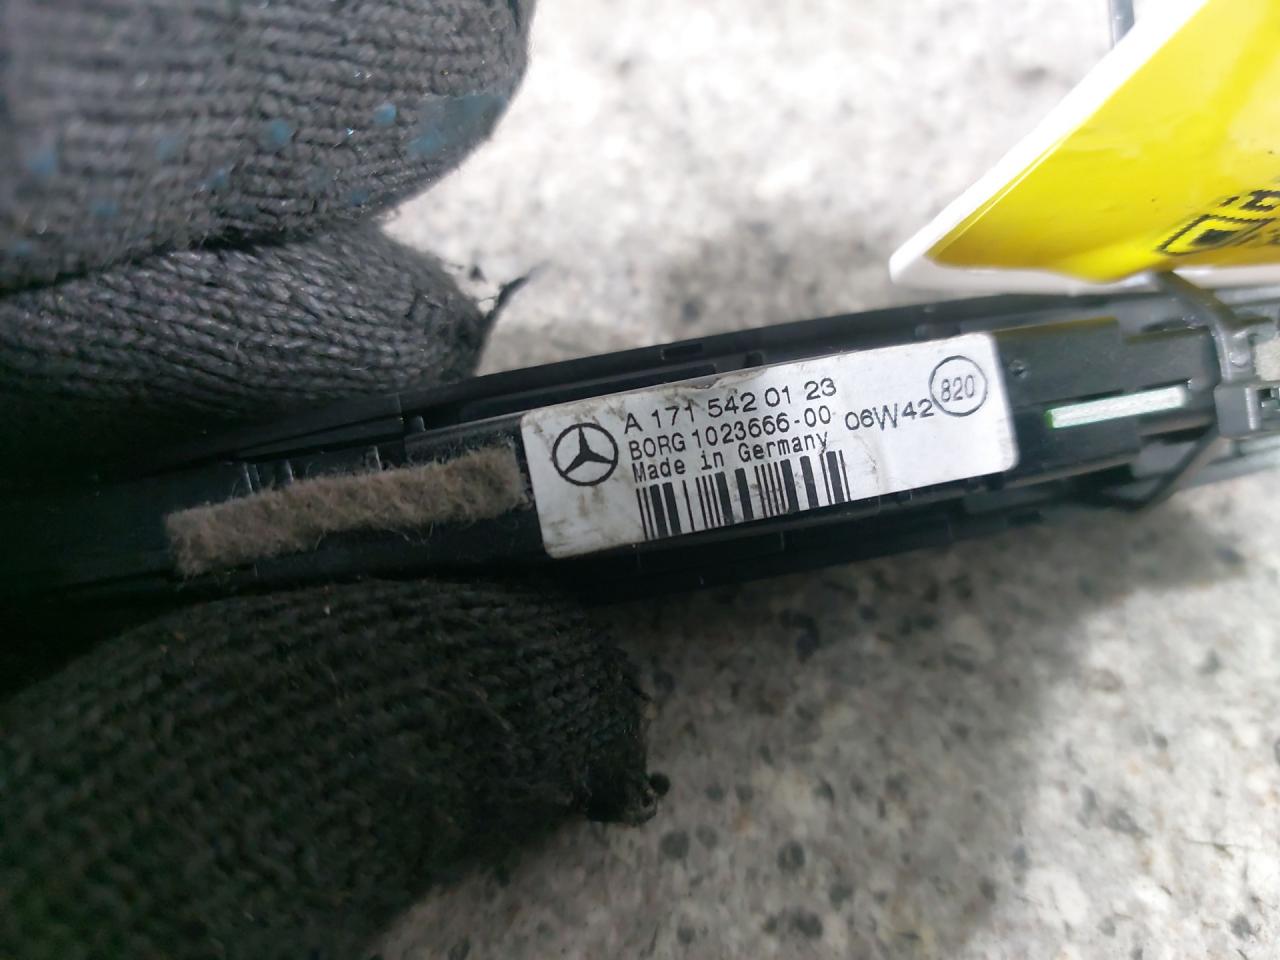 A 171 542 01 23
BORG 1023666-00 06W42 820
Made in Germany